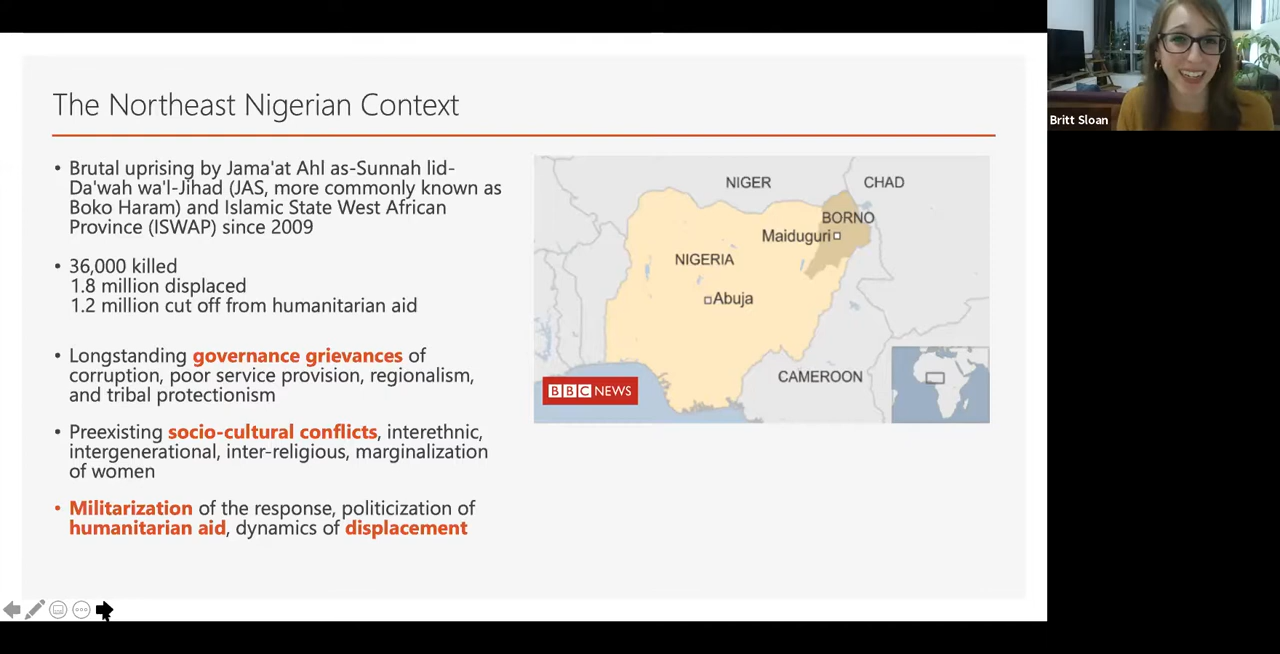 The Northeast Nigerian Context
• Brutal uprising by Jama'at Ahl as-Sunnah lid-
Da'wah wa'l-Jihad (JAS, more commonly known as
Boko Haram) and Islamic State West African
Province (ISWAP) since 2009
• 36,000 killed
1.8 million displaced
1.2 million cut off from humanitarian aid
• Longstanding governance grievances of
corruption, poor service provision, regionalism,
and tribal protectionism
• Preexisting socio-cultural conflicts, interethnic,
intergenerational, inter-religious, marginalization
of women
• Militarization of the response, politicization of
humanitarian aid, dynamics of displacement
NIGER
CHAD
BORNO
Maiduguri
NIGERIA
Abuja
CAMEROON
BBC NEWS
Britt Sloan